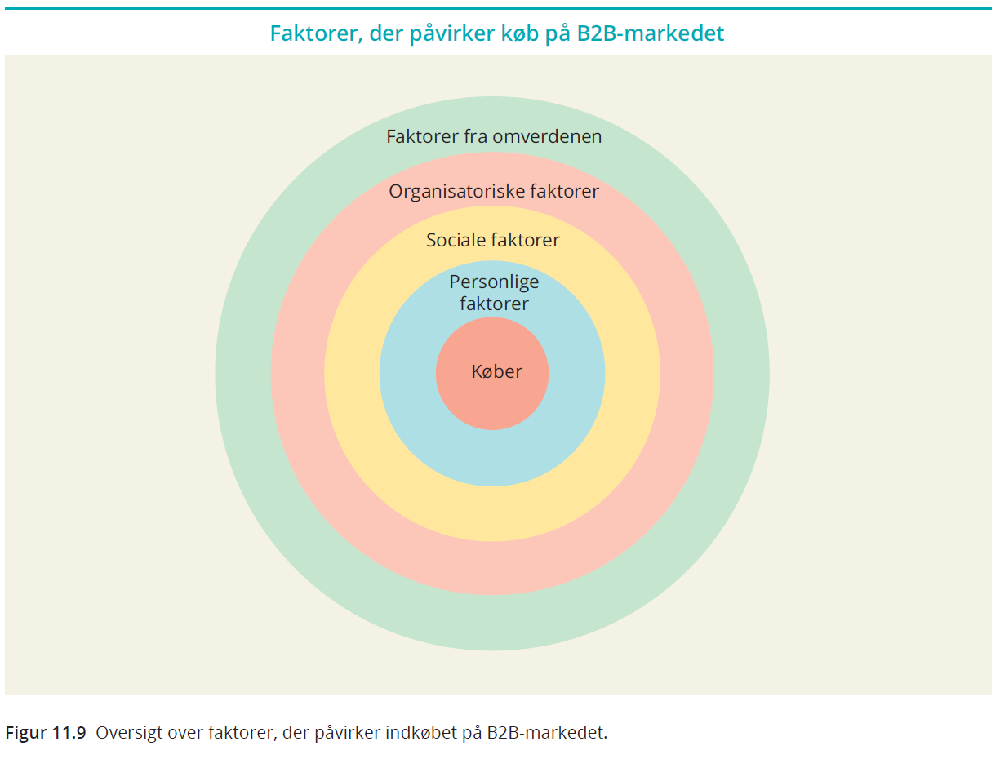 Faktorer, der påvirker køb på B2B-markedet
Faktorer fra omverdenen
Organisatoriske faktorer
Sociale faktorer
Personlige
faktorer
Køber
Figur 11.9 Oversigt over faktorer, der påvirker indkøbet på B2B-markedet.